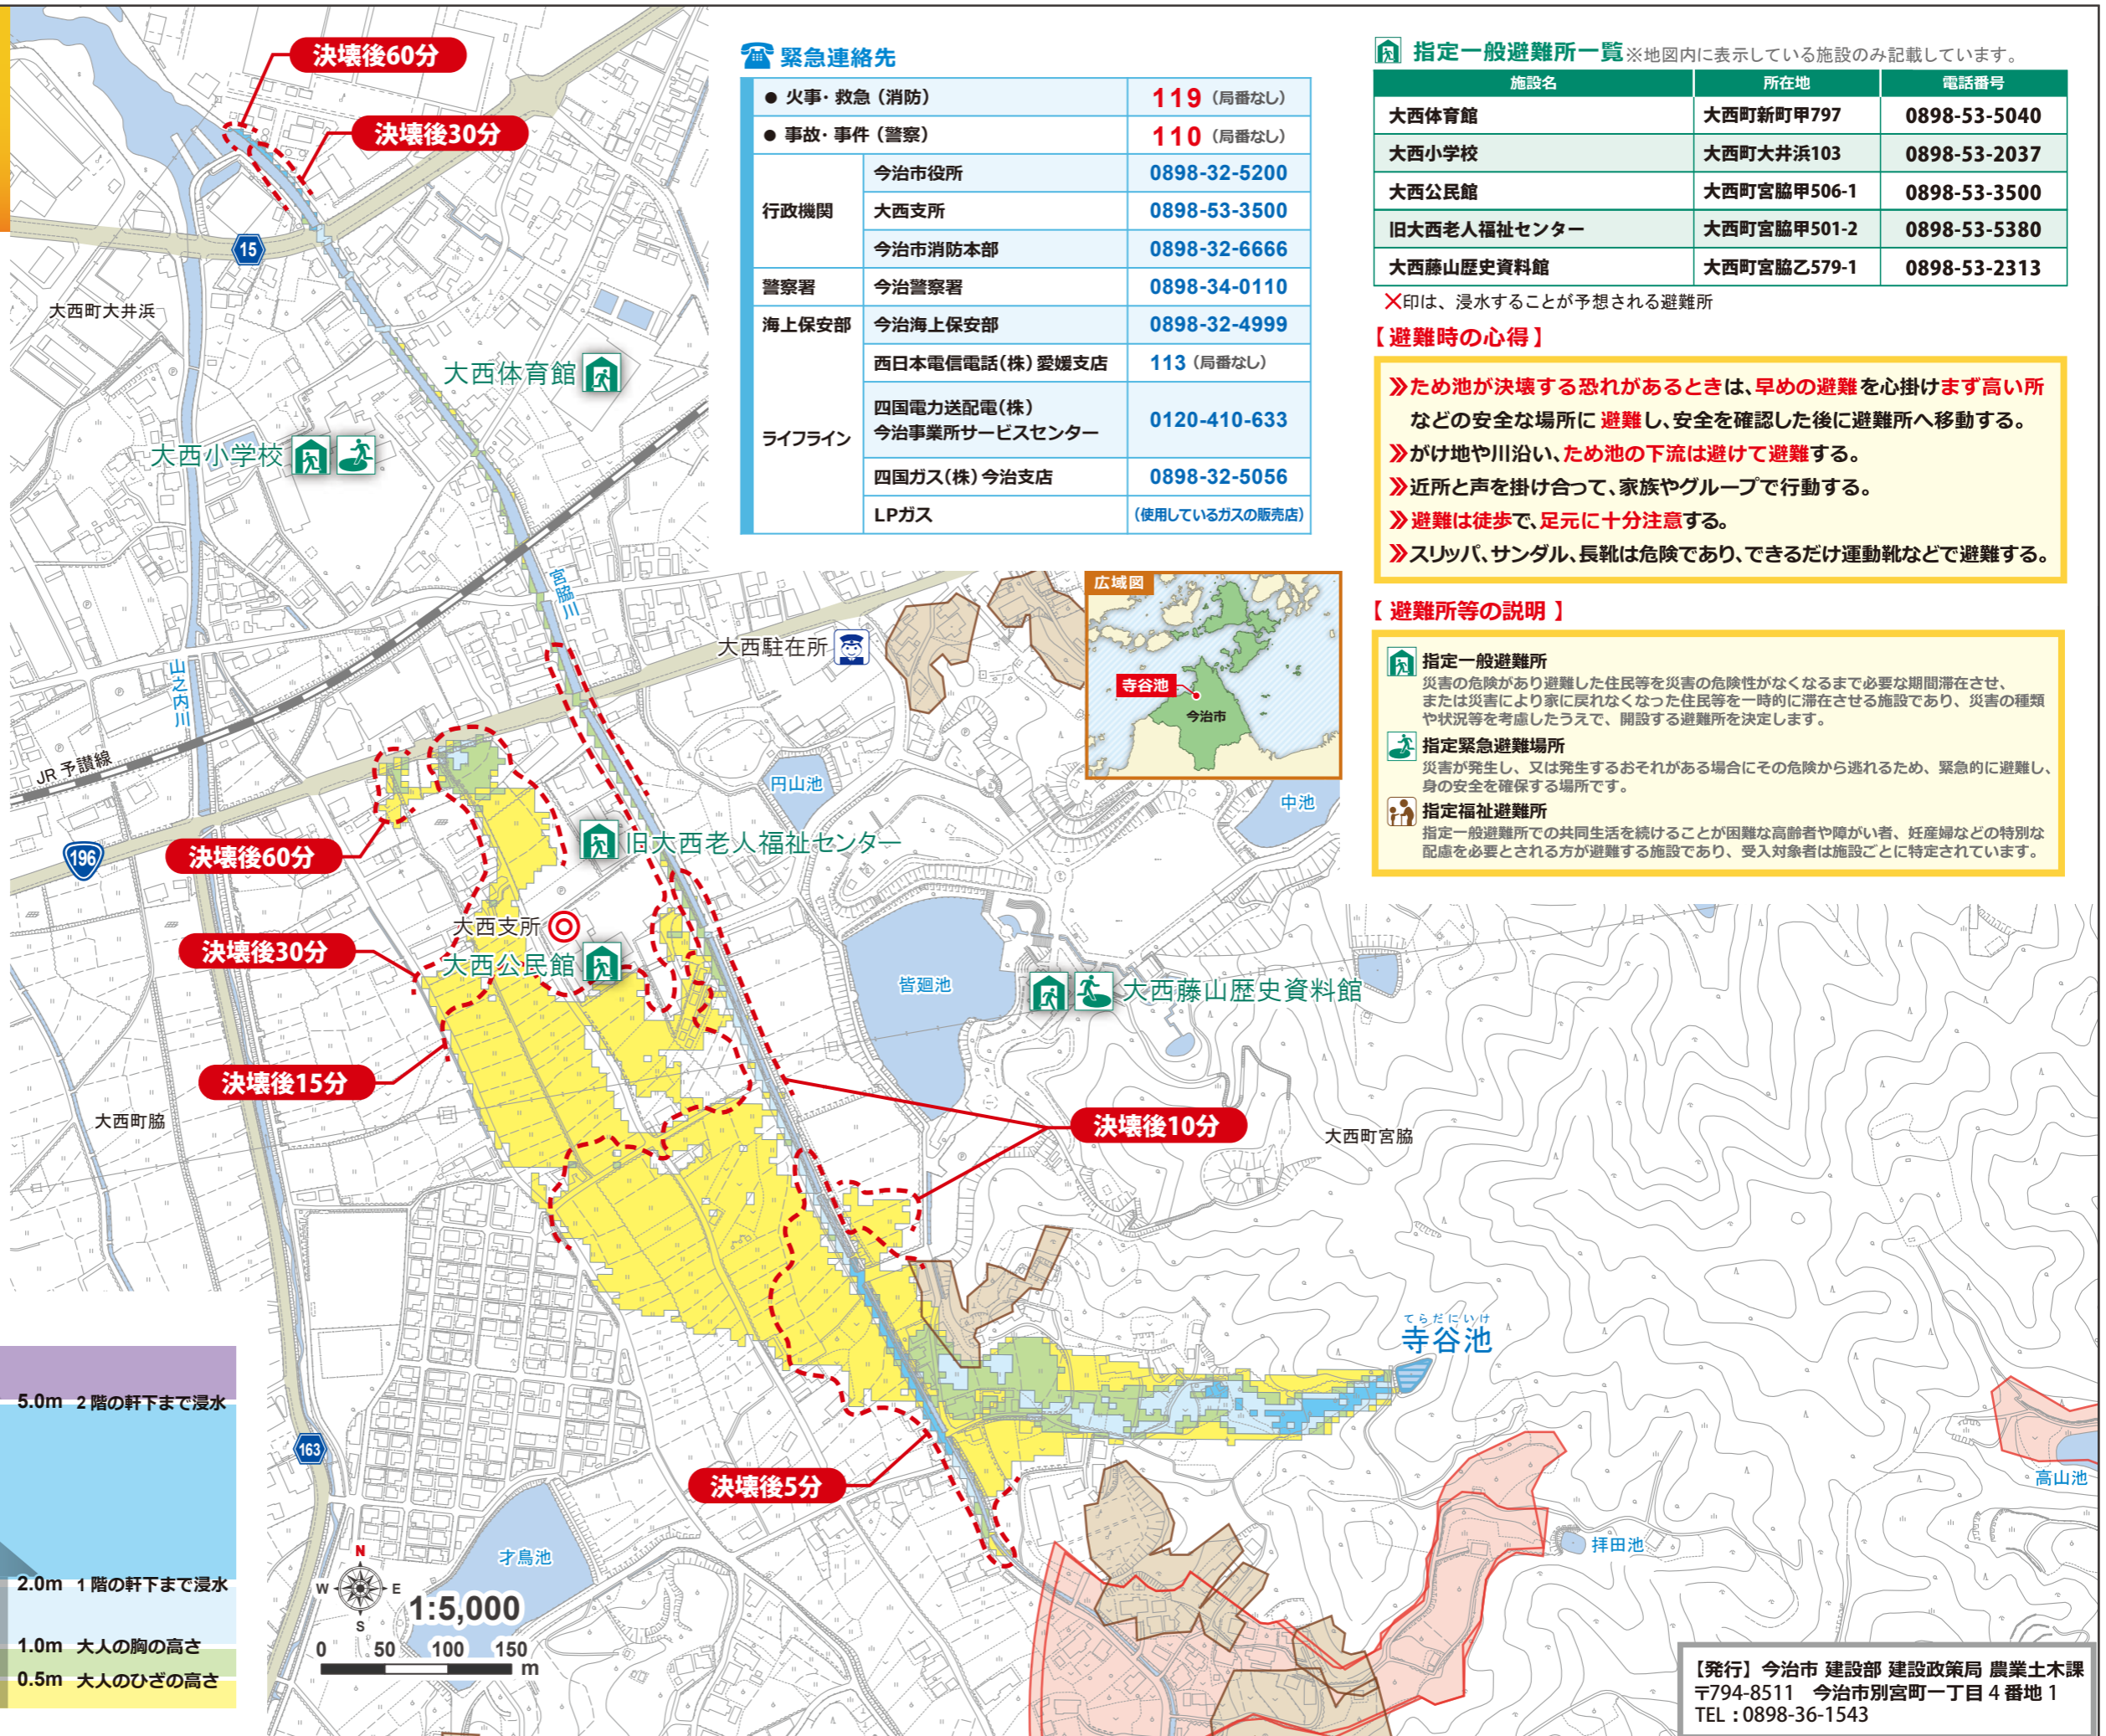 緊急連絡先
● 火事・救急（消防） 119（局番なし）
● 事故・事件（警察） 110（局番なし）
行政機関 今治市役所 0898-32-5200
大西支所 0898-53-3500
今治市消防本部 0898-32-6666
警察署 今治警察署 0898-34-0110
海上保安部 今治海上保安部 0898-32-4999
ライフライン 西日本電信電話（株）愛媛支店 113（局番なし）
四国電力送配電（株）
今治事業所サービスセンター 0120-410-633
四国ガス（株）今治支店 0898-32-5056
LPガス （使用しているガスの販売店）
指定一般避難所一覧※地図内に表示している施設のみ記載しています。
施設名 所在地 電話番号
大西体育館 大西町新町甲797 0898-53-5040
大西小学校 大西町大井浜103 0898-53-2037
大西公民館 大西町宮脇甲506-1 0898-53-3500
旧大西老人福祉センター 大西町宮脇甲501-2 0898-53-5380
大西藤山歴史資料館 大西町宮脇乙579-1 0898-53-2313
×印は、浸水することが予想される避難所
【避難時の心得】
≫ため池が決壊する恐れがあるときは、早めの避難を心掛けまず高い所
などの安全な場所に避難し、安全を確認した後に避難所へ移動する。
≫がけ地や川沿い、ため池の下流は避けて避難する。
≫近所と声を掛け合って、家族やグループで行動する。
≫避難は徒歩で、足元に十分注意する。
≫スリッパ、サンダル、長靴は危険であり、できるだけ運動靴などで避難する。
【避難所等の説明】
指定一般避難所
災害の危険があり避難した住民等を災害の危険性がなくなるまで必要な期間滞在させ、
または災害により家に戻れなくなった住民等を一時的に滞在させる施設であり、災害の種類
や状況等を考慮したうえで、開設する避難所を決定します。
指定緊急避難場所
災害が発生し、又は発生するおそれがある場合にその危険から逃れるため、緊急的に避難し、
身の安全を確保する場所です。
指定福祉避難所
指定一般避難所での共同生活を続けることが困難な高齢者や障がい者、妊産婦などの特別な
配慮を必要とされる方が避難する施設であり、受入対象者は施設ごとに特定されています。
決壊後60分
決壊後30分
15
大西町大井浜
大西体育館
大西小学校
宮脇川
山之内川
大西駐在所
広域図
寺谷池
今治市
JR 予讃線
円山池
中池
196
決壊後60分
旧大西老人福祉センター
決壊後30分
大西支所
大西公民館
皆廻池
大西藤山歴史資料館
決壊後15分
大西町脇
決壊後10分
大西町宮脇
てらだにいけ
寺谷池
5.0m 2階の軒下まで浸水
163
決壊後5分
高山池
才鳥池
拝田池
2.0m 1階の軒下まで浸水
1.0m 大人の胸の高さ
0.5m 大人のひざの高さ
N
W E
S
1:5,000
0 50 100 150
m
【発行】今治市 建設部 建設政策局 農業土木課
〒794-8511 今治市別宮町一丁目4番地1
TEL：0898-36-1543